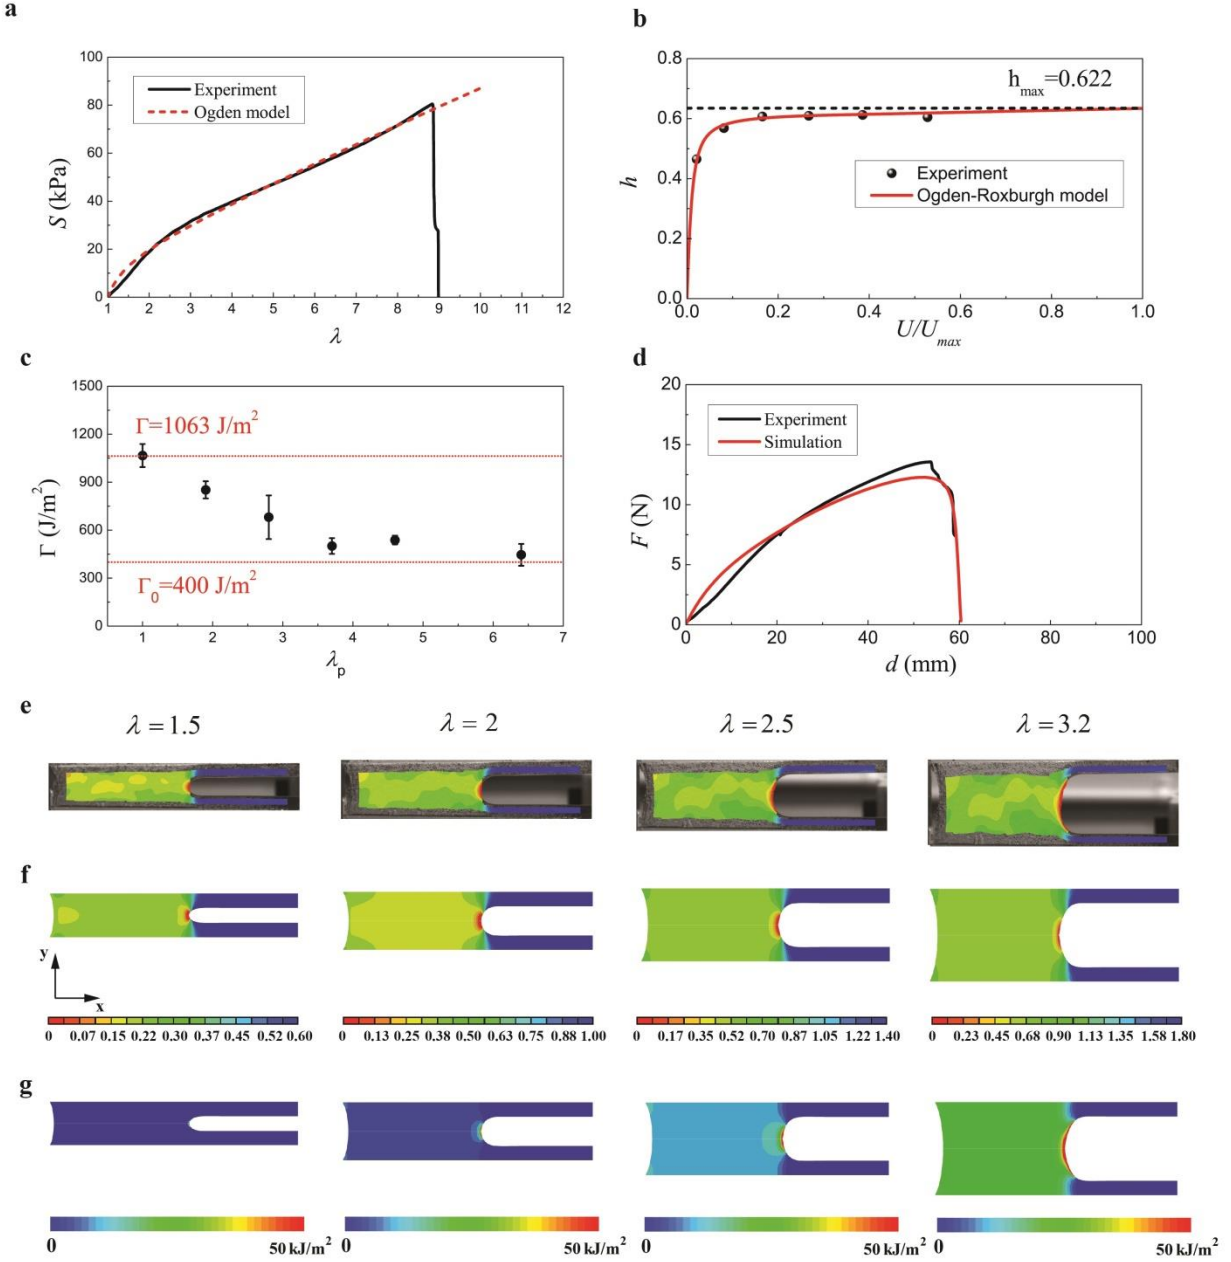 a
100
80
60
40
20
0
S (kPa)
Experiment
Ogden model
1 2 3 4 5 6 7 8 9 10 11 12
λ
b
0.8
0.6
0.4
0.2
0.0
h
h_max=0.622
Experiment
Ogden-Roxburgh model
0.0 0.2 0.4 0.6 0.8 1.0
U/U_max
c
1500
1200
900
600
300
0
Γ (J/m²)
Γ=1063 J/m²
Γ₀=400 J/m²
1 2 3 4 5 6 7
λ_p
d
20
15
10
5
0
F (N)
Experiment
Simulation
0 20 40 60 80 100
d (mm)
e
λ = 1.5 λ = 2 λ = 2.5 λ = 3.2
f
y
x
0 0.07 0.15 0.22 0.30 0.37 0.45 0.52 0.60
0 0.13 0.25 0.38 0.50 0.63 0.75 0.88 1.00
0 0.17 0.35 0.52 0.70 0.87 1.05 1.22 1.40
0 0.23 0.45 0.68 0.90 1.13 1.35 1.58 1.80
g
0 50 kJ/m²
0 50 kJ/m²
0 50 kJ/m²
0 50 kJ/m²